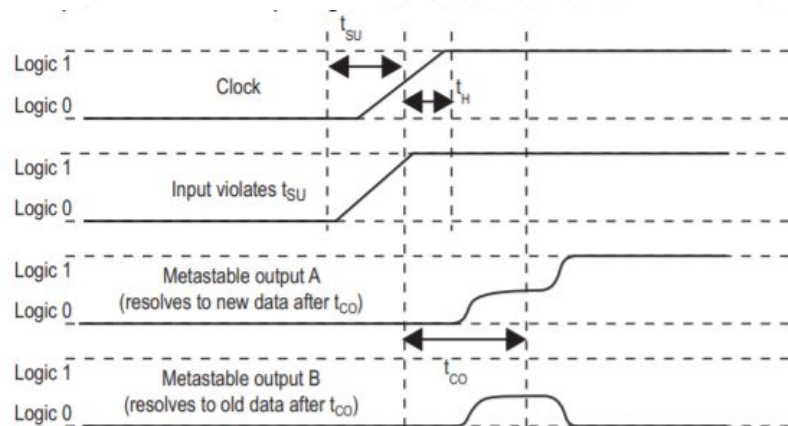 tSU
Logic 1
Clock
Logic 0
tH
Logic 1
Input violates tSU
Logic 0
Logic 1
Metastable output A
Logic 0
(resolves to new data after tCO)
tCO
Logic 1
Metastable output B
Logic 0
(resolves to old data after tCO)